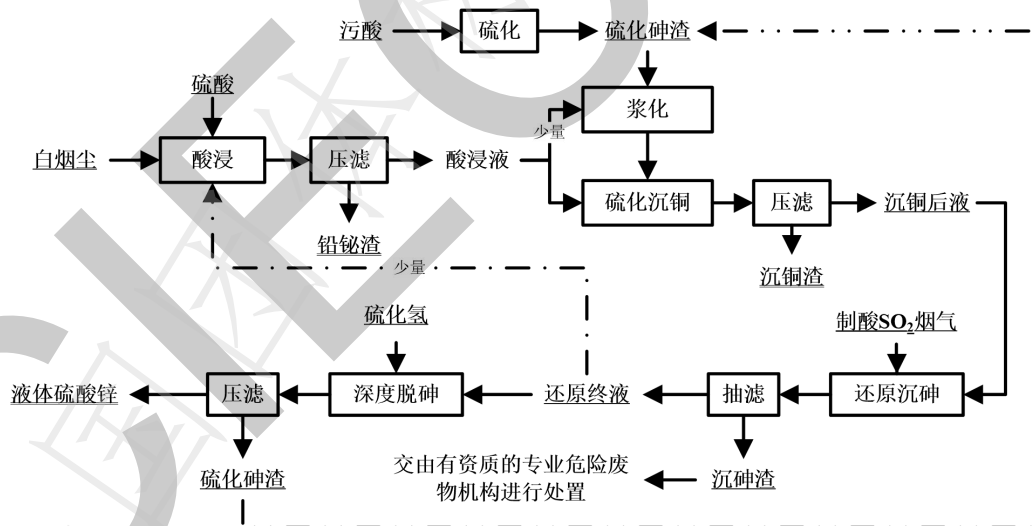 污酸
硫化
硫化砷渣
硫酸
浆化
少量
白烟尘
酸浸
压滤
酸浸液
硫化沉铜
压滤
沉铜后液
铅铋渣
沉铜渣
少量
硫化氢
制酸SO₂烟气
液体硫酸锌
压滤
深度脱砷
还原终液
抽滤
还原沉砷
硫化砷渣
交由有资质的专业危险废
物机构进行处置
沉砷渣